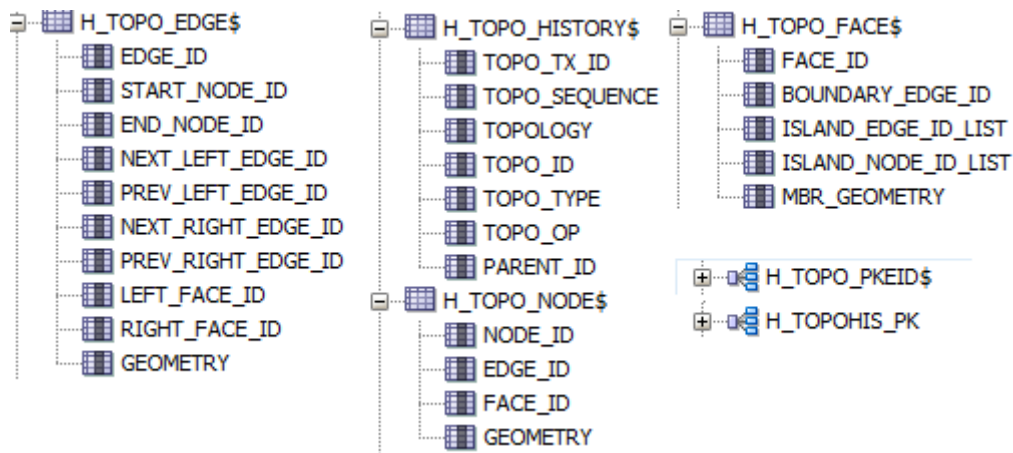 H_TOPO_EDGE$
EDGE_ID
START_NODE_ID
END_NODE_ID
NEXT_LEFT_EDGE_ID
PREV_LEFT_EDGE_ID
NEXT_RIGHT_EDGE_ID
PREV_RIGHT_EDGE_ID
LEFT_FACE_ID
RIGHT_FACE_ID
GEOMETRY
H_TOPO_HISTORY$
TOPO_TX_ID
TOPO_SEQUENCE
TOPOLOGY
TOPO_ID
TOPO_TYPE
TOPO_OP
PARENT_ID
H_TOPO_NODE$
NODE_ID
EDGE_ID
FACE_ID
GEOMETRY
H_TOPO_FACE$
FACE_ID
BOUNDARY_EDGE_ID
ISLAND_EDGE_ID_LIST
ISLAND_NODE_ID_LIST
MBR_GEOMETRY
H_TOPO_PKEID$
H_TOPOHIS_PK